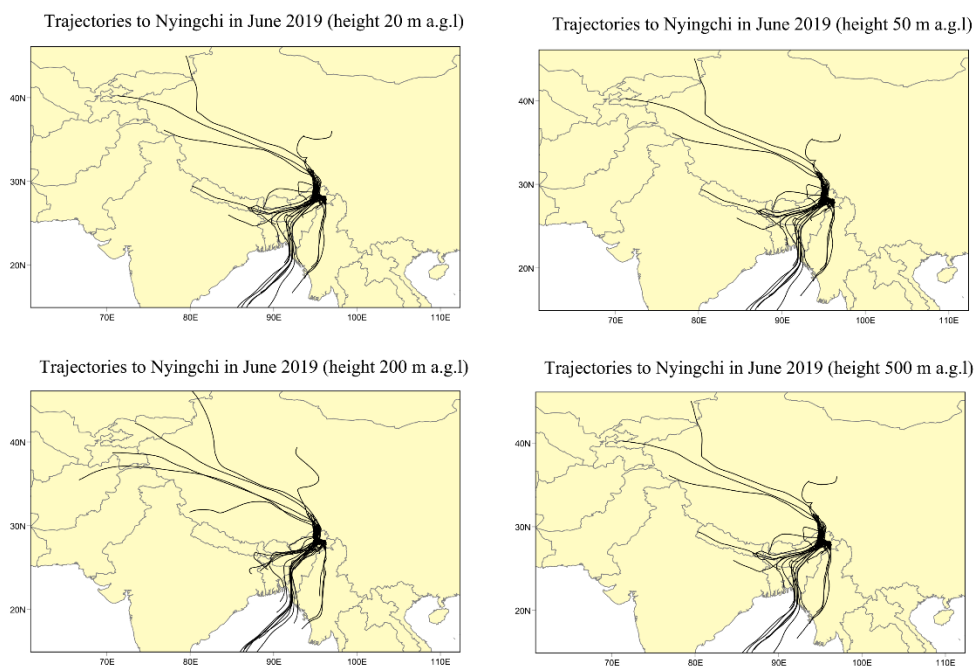 Trajectories to Nyingchi in June 2019 (height 20 m a.g.l)
40N
30N
20N
70E 80E 90E 100E 110E
Trajectories to Nyingchi in June 2019 (height 50 m a.g.l)
40N
30N
20N
70E 80E 90E 100E 110E
Trajectories to Nyingchi in June 2019 (height 200 m a.g.l)
40N
30N
20N
70E 80E 90E 100E 110E
Trajectories to Nyingchi in June 2019 (height 500 m a.g.l)
40N
30N
20N
70E 80E 90E 100E 110E